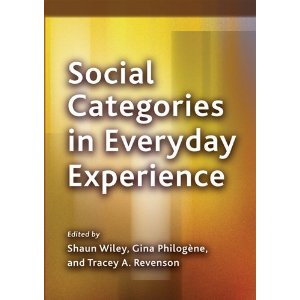 Social
Categories
in Everyday
Experience
Edited by
Shaun Wiley, Gina Philogène,
and Tracey A. Revenson